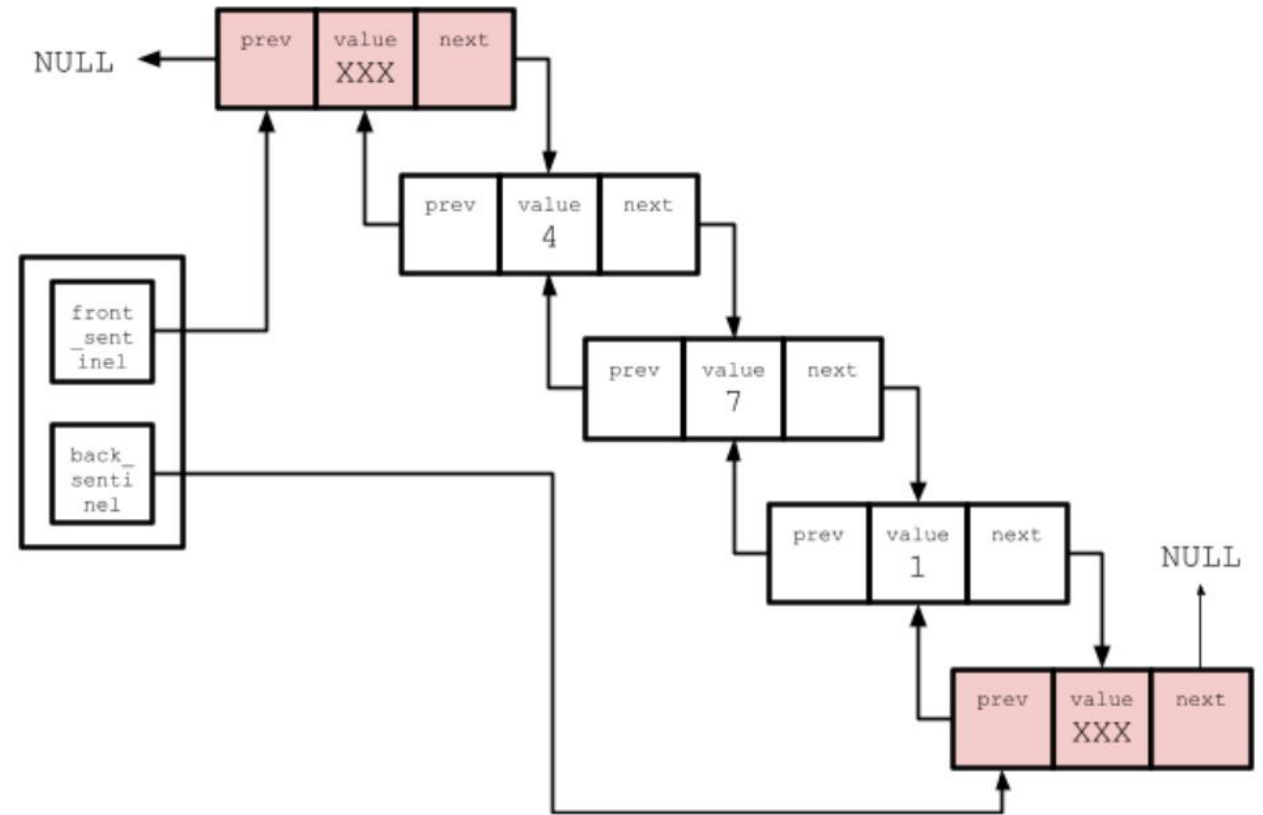 prev value next
NULL XXX
prev value next
4
front
_sent
inel
prev value next
7
back_
senti
nel
prev value next
1
NULL
prev value next
XXX